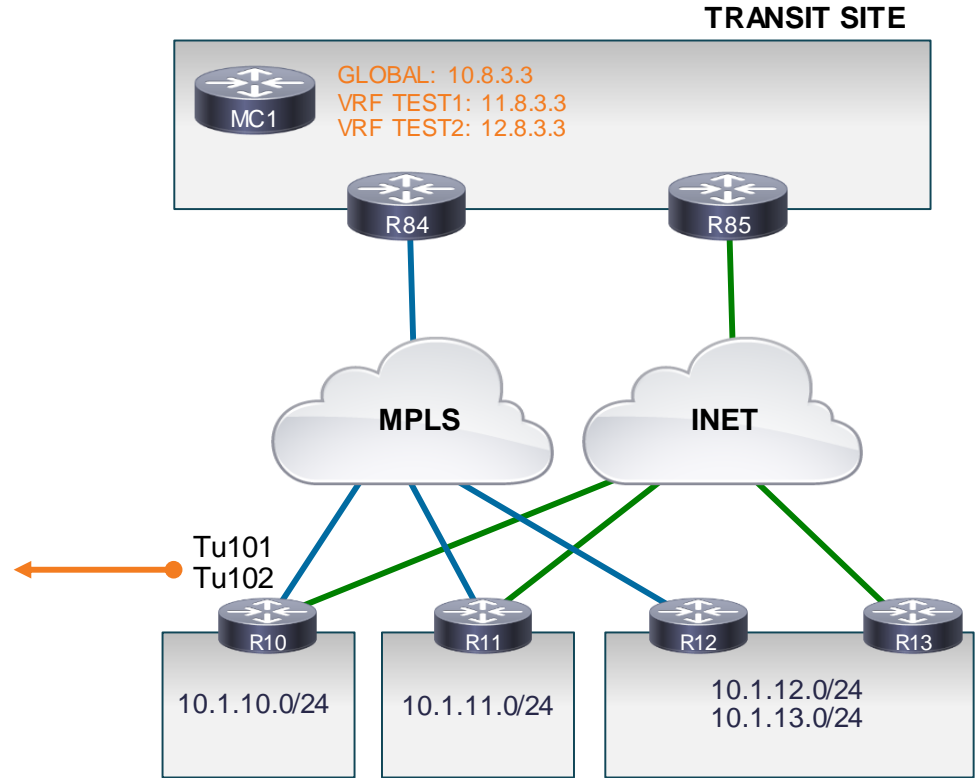 TRANSIT SITE
MC1
GLOBAL: 10.8.3.3
VRF TEST1: 11.8.3.3
VRF TEST2: 12.8.3.3
R84
R85
MPLS
INET
Tu101
Tu102
R10
R11
R12
R13
10.1.10.0/24
10.1.11.0/24
10.1.12.0/24
10.1.13.0/24